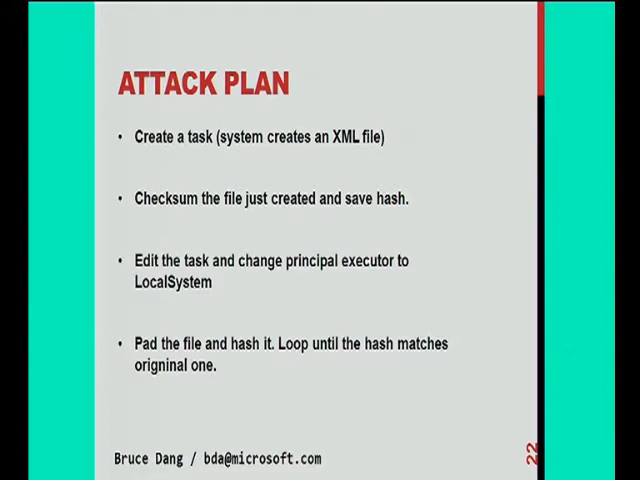 ATTACK PLAN
• Create a task (system creates an XML file)
• Checksum the file just created and save hash.
• Edit the task and change principal executor to
LocalSystem
• Pad the file and hash it. Loop until the hash matches
origninal one.
Bruce Dang / bda@microsoft.com
22